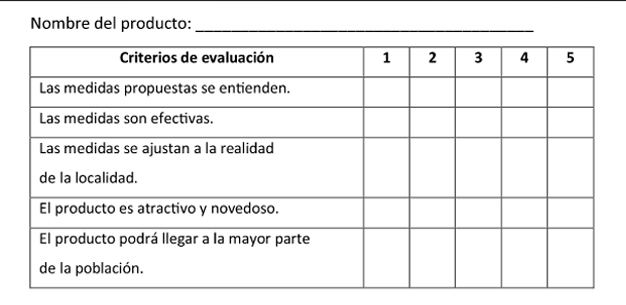 Nombre del producto: ______________________________________
Criterios de evaluación 1 2 3 4 5
Las medidas propuestas se entienden.
Las medidas son efectivas.
Las medidas se ajustan a la realidad
de la localidad.
El producto es atractivo y novedoso.
El producto podrá llegar a la mayor parte
de la población.